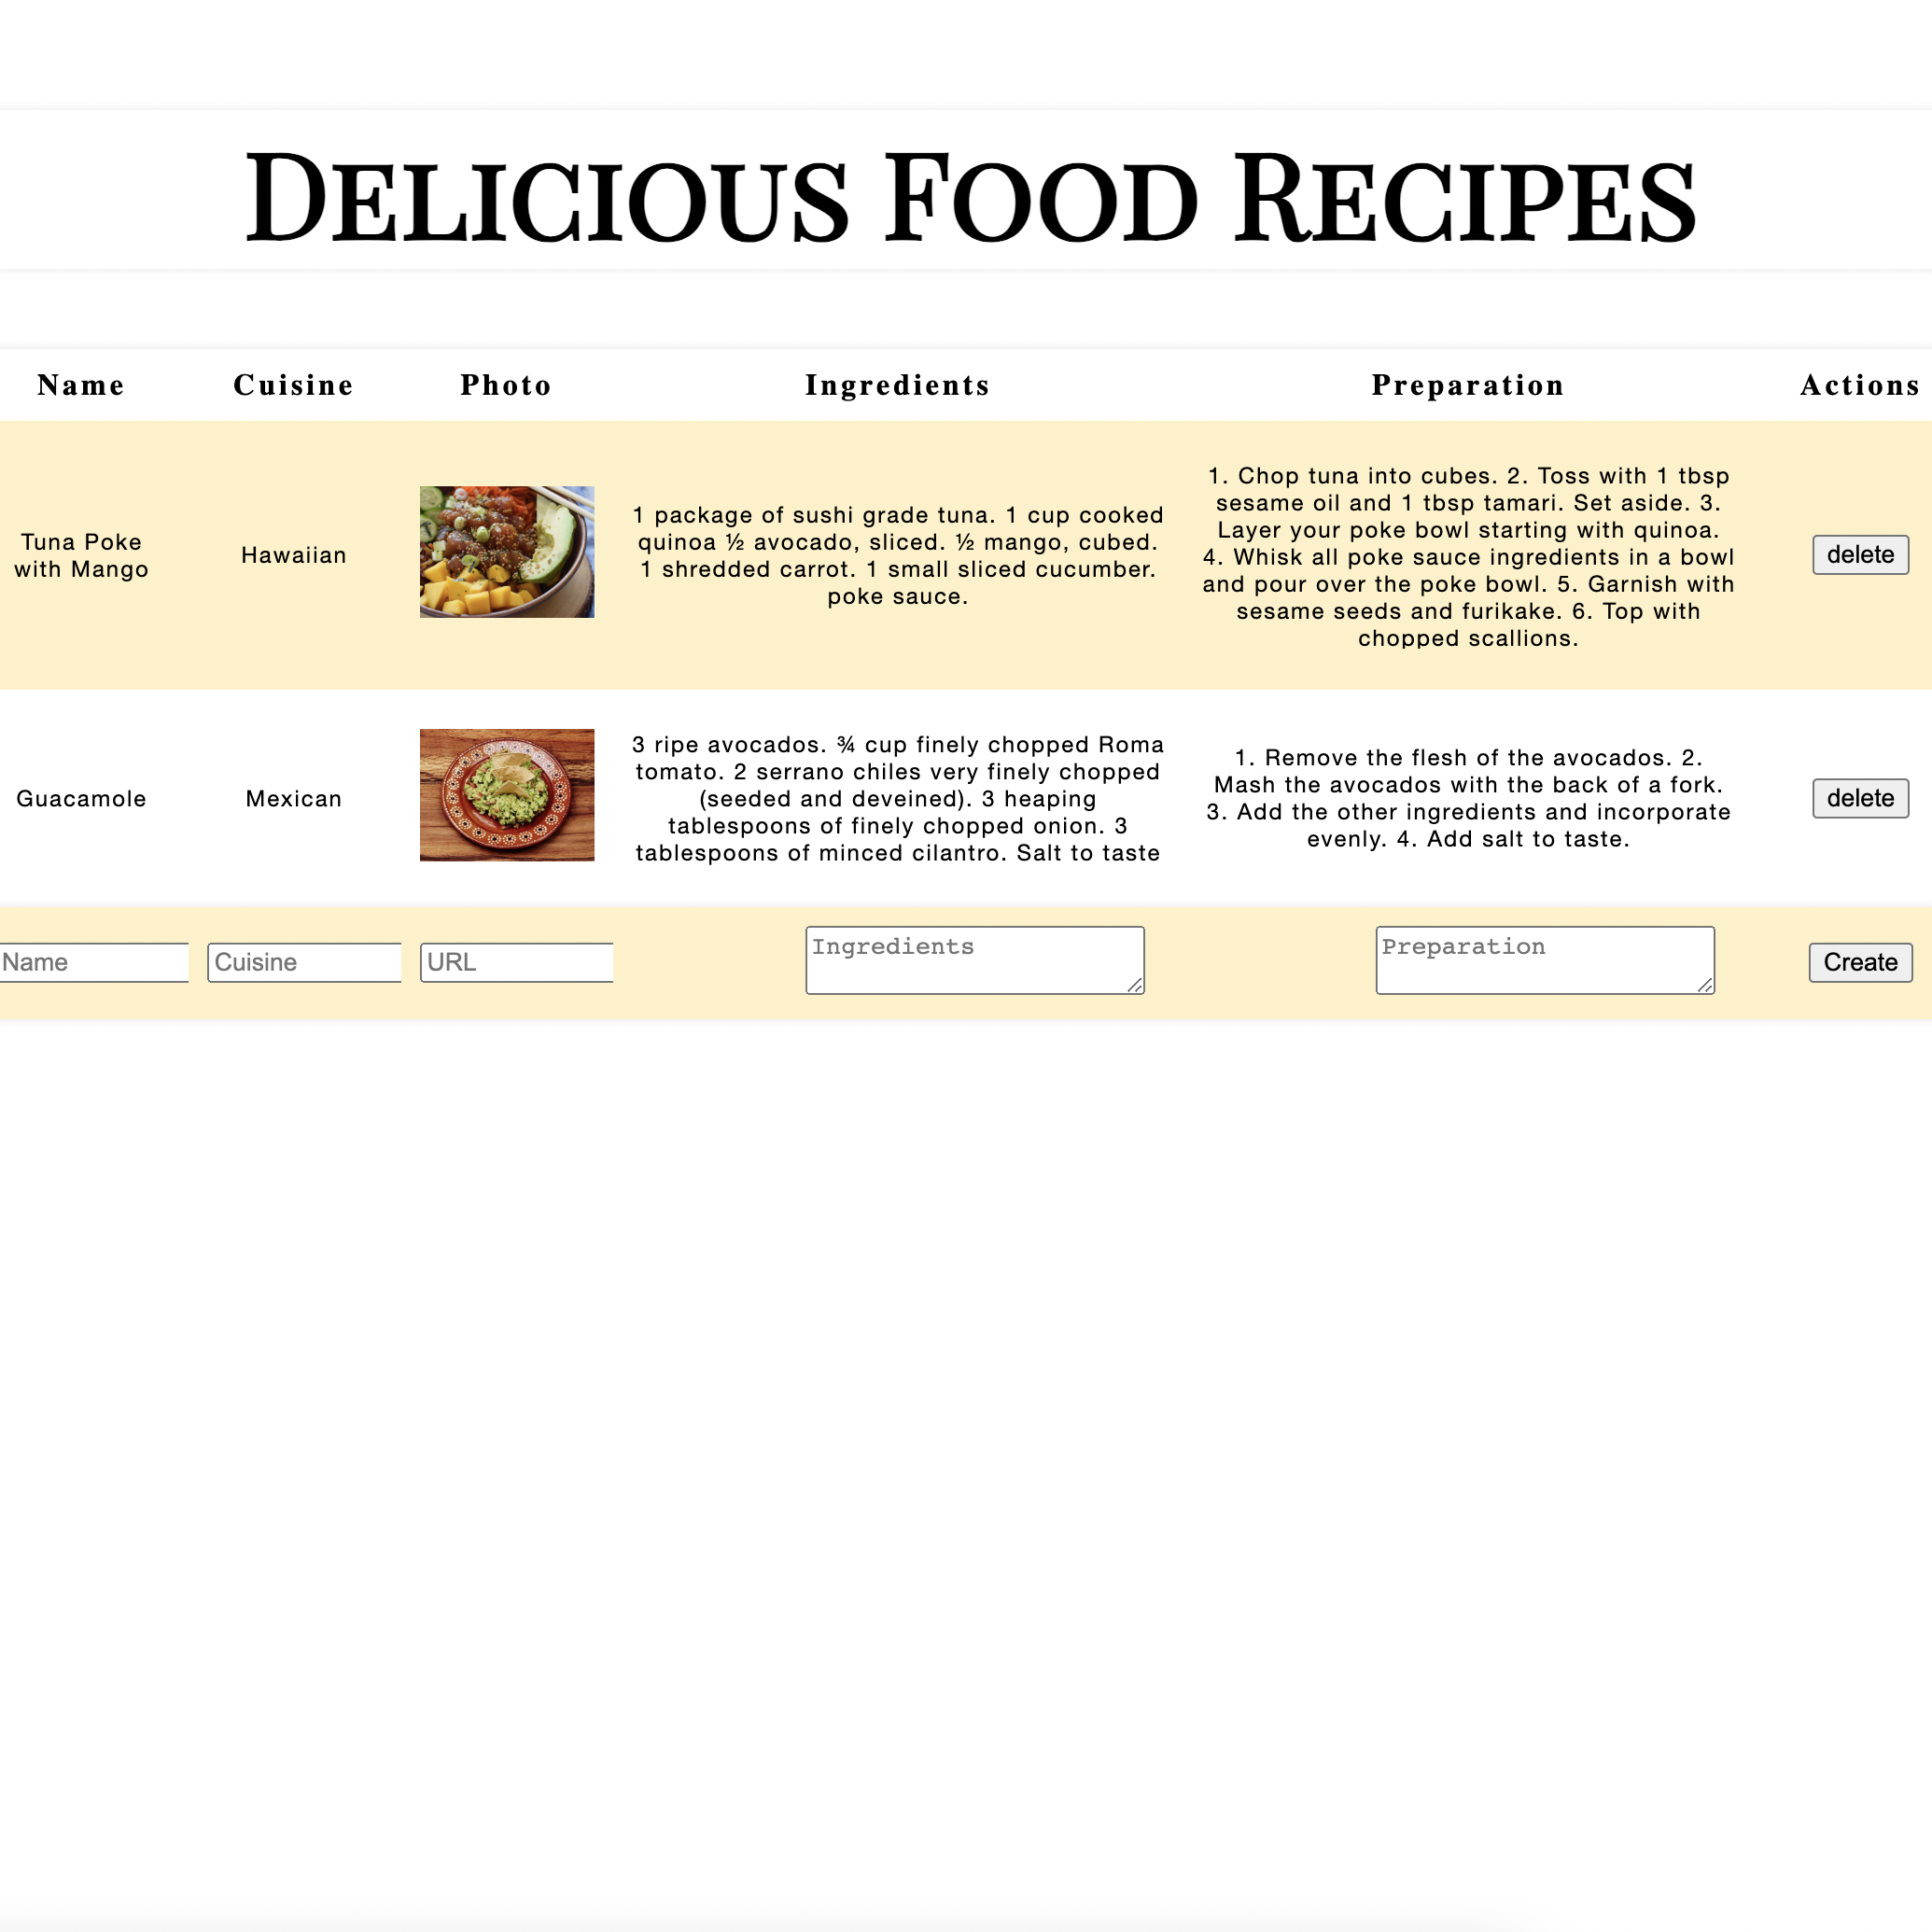 Delicious Food Recipes
Name Cuisine Photo Ingredients Preparation Actions
Tuna Poke
with Mango
Hawaiian
1 package of sushi grade tuna. 1 cup cooked
quinoa ½ avocado, sliced. ½ mango, cubed.
1 shredded carrot. 1 small sliced cucumber.
poke sauce.
1. Chop tuna into cubes. 2. Toss with 1 tbsp
sesame oil and 1 tbsp tamari. Set aside. 3.
Layer your poke bowl starting with quinoa.
4. Whisk all poke sauce ingredients in a bowl
and pour over the poke bowl. 5. Garnish with
sesame seeds and furikake. 6. Top with
chopped scallions.
delete
Guacamole
Mexican
3 ripe avocados. ¾ cup finely chopped Roma
tomato. 2 serrano chiles very finely chopped
(seeded and deveined). 3 heaping
tablespoons of finely chopped onion. 3
tablespoons of minced cilantro. Salt to taste
1. Remove the flesh of the avocados. 2.
Mash the avocados with the back of a fork.
3. Add the other ingredients and incorporate
evenly. 4. Add salt to taste.
delete
Name Cuisine URL Ingredients Preparation Create